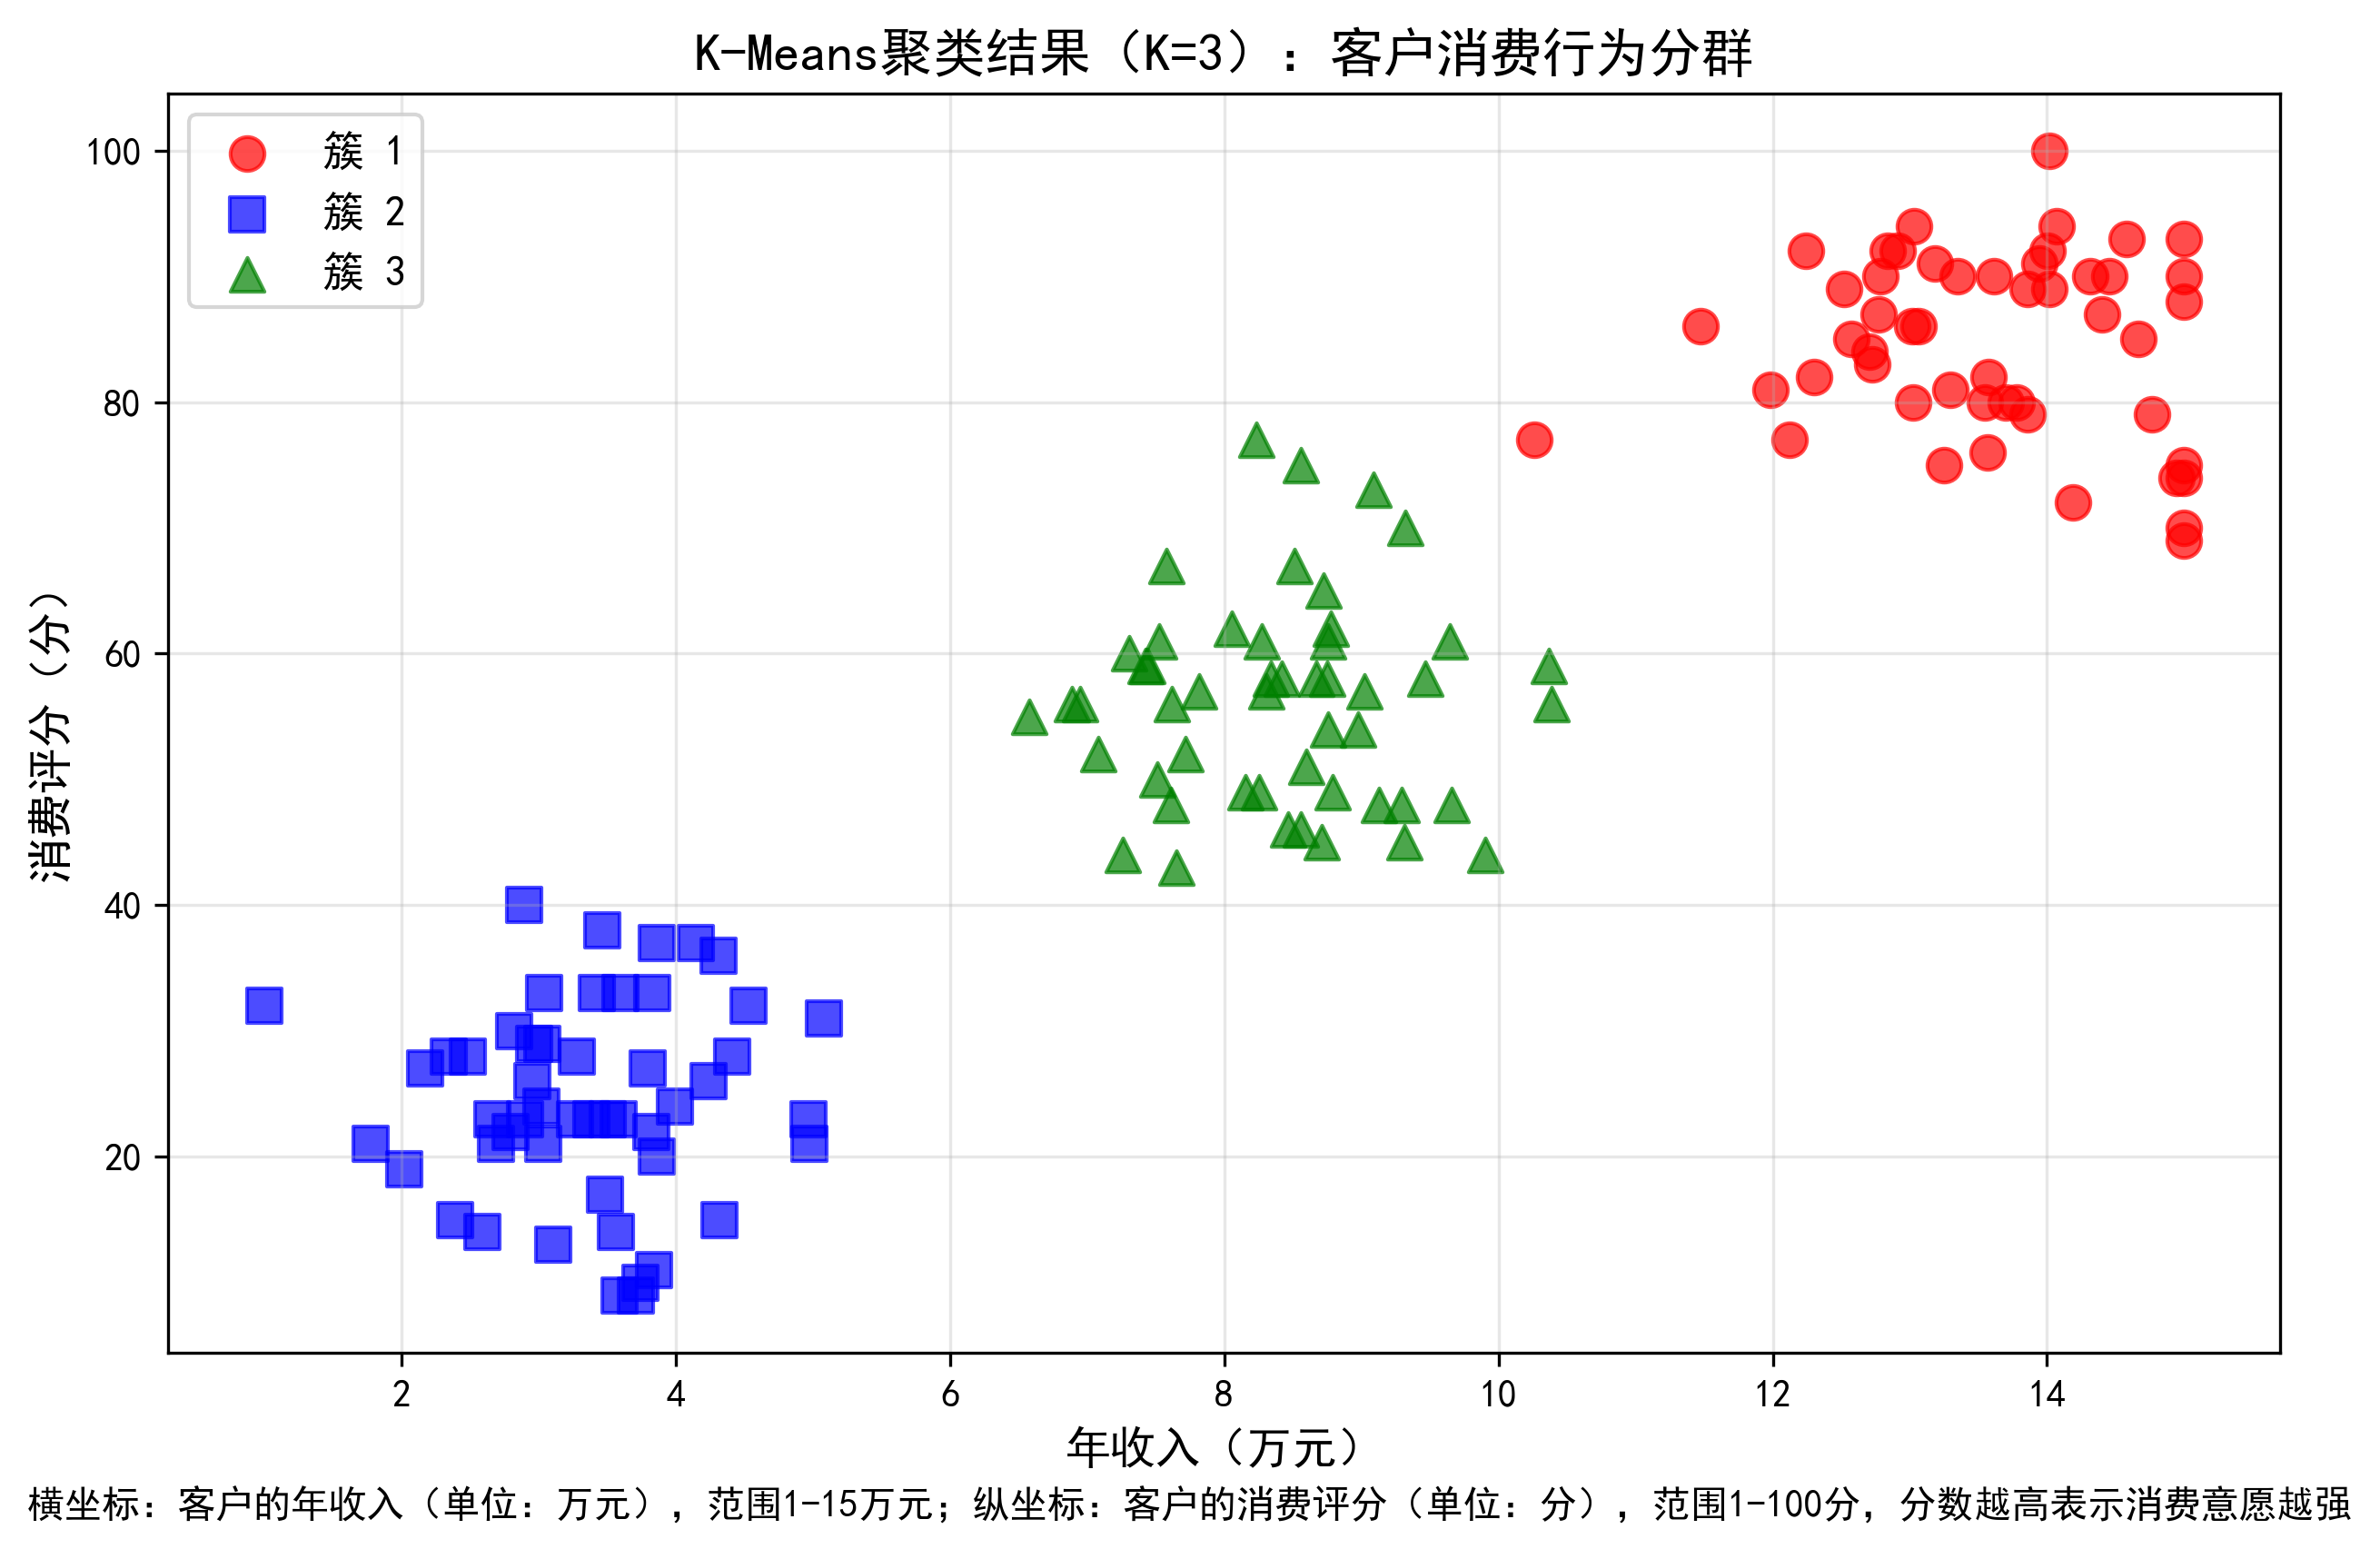 K-Means聚类结果（K=3）：客户消费行为分群
簇 1
簇 2
簇 3
100
80
60
40
20
消费评分（分）
2 4 6 8 10 12 14
年收入（万元）
横坐标：客户的年收入（单位：万元），范围1-15万元；纵坐标：客户的消费评分（单位：分），范围1-100分，分数越高表示消费意愿越强